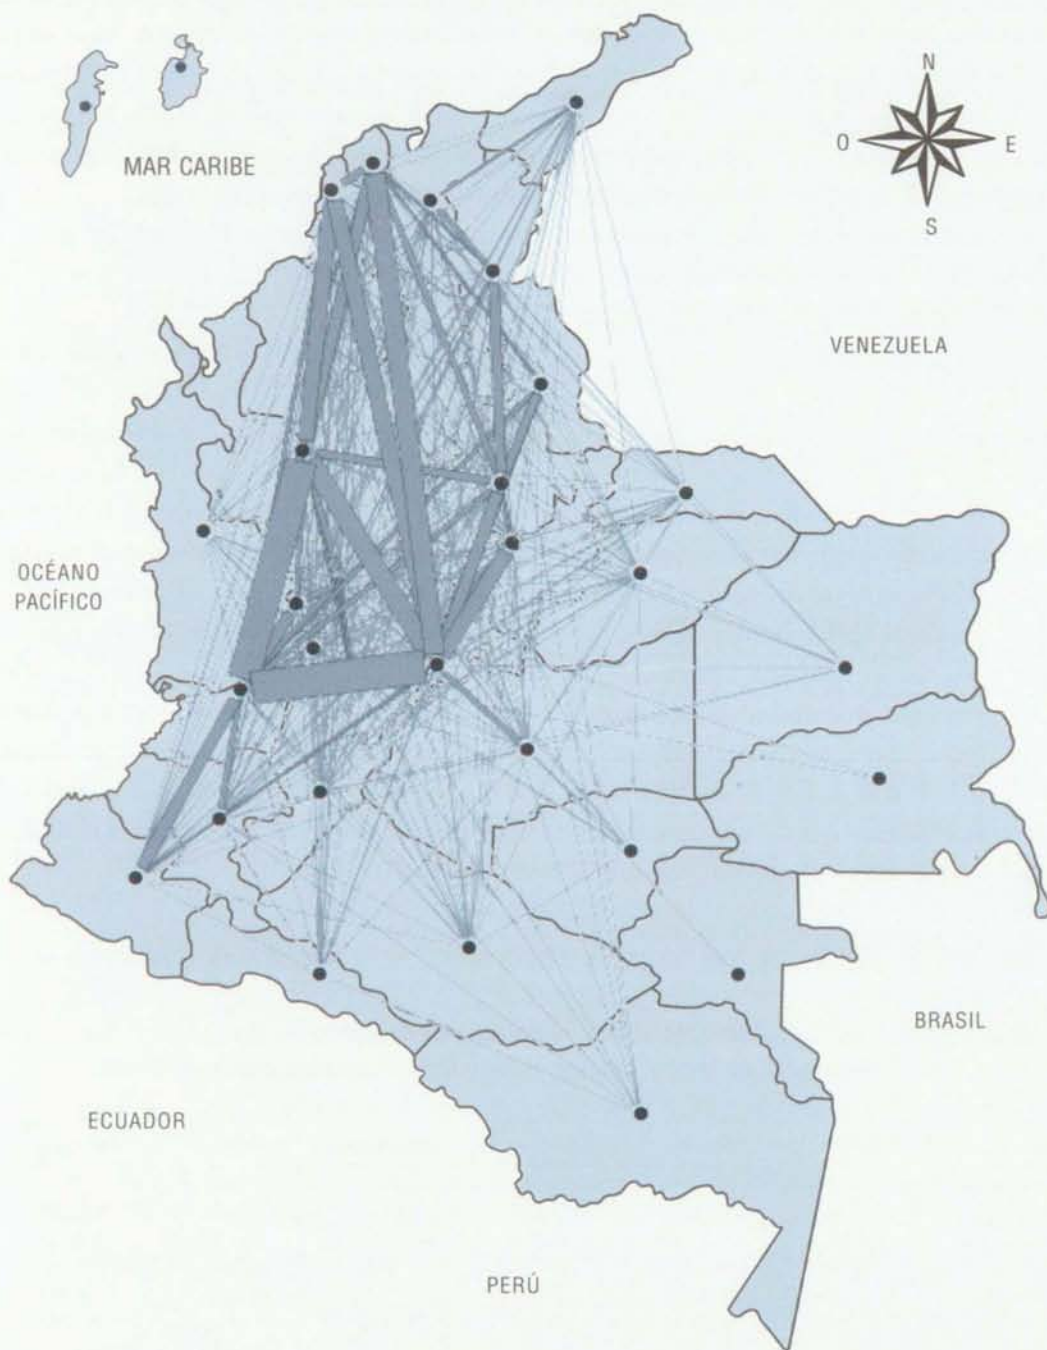 N
O
E
S
MAR CARIBE
VENEZUELA
OCÉANO
PACÍFICO
BRASIL
ECUADOR
PERÚ